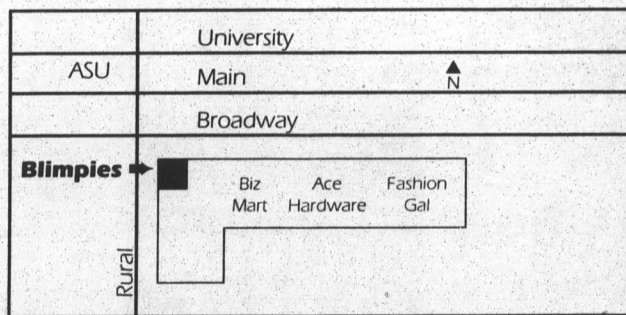 University
ASU Main
N
Broadway
Blimpies
Biz Ace Fashion
Mart Hardware Gal
Rural